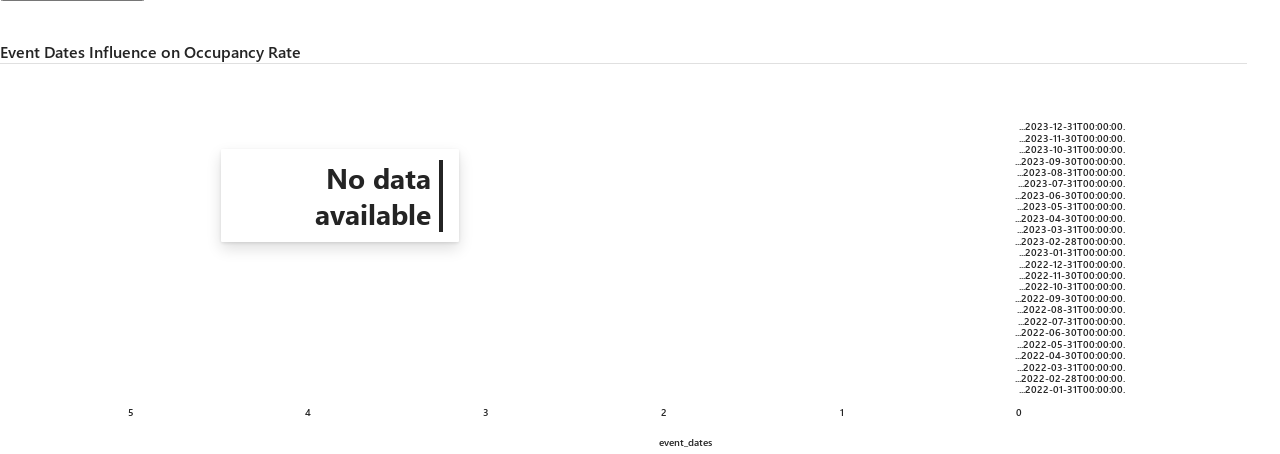 Event Dates Influence on Occupancy Rate
No data
available
...2023-12-31T00:00:00.
...2023-11-30T00:00:00.
...2023-10-31T00:00:00.
...2023-09-30T00:00:00.
...2023-08-31T00:00:00.
...2023-07-31T00:00:00.
...2023-06-30T00:00:00.
...2023-05-31T00:00:00.
...2023-04-30T00:00:00.
...2023-03-31T00:00:00.
...2023-02-28T00:00:00.
...2023-01-31T00:00:00.
...2022-12-31T00:00:00.
...2022-11-30T00:00:00.
...2022-10-31T00:00:00.
...2022-09-30T00:00:00.
...2022-08-31T00:00:00.
...2022-07-31T00:00:00.
...2022-06-30T00:00:00.
...2022-05-31T00:00:00.
...2022-04-30T00:00:00.
...2022-03-31T00:00:00.
...2022-02-28T00:00:00.
...2022-01-31T00:00:00.
5 4 3 2 1 0
event_dates